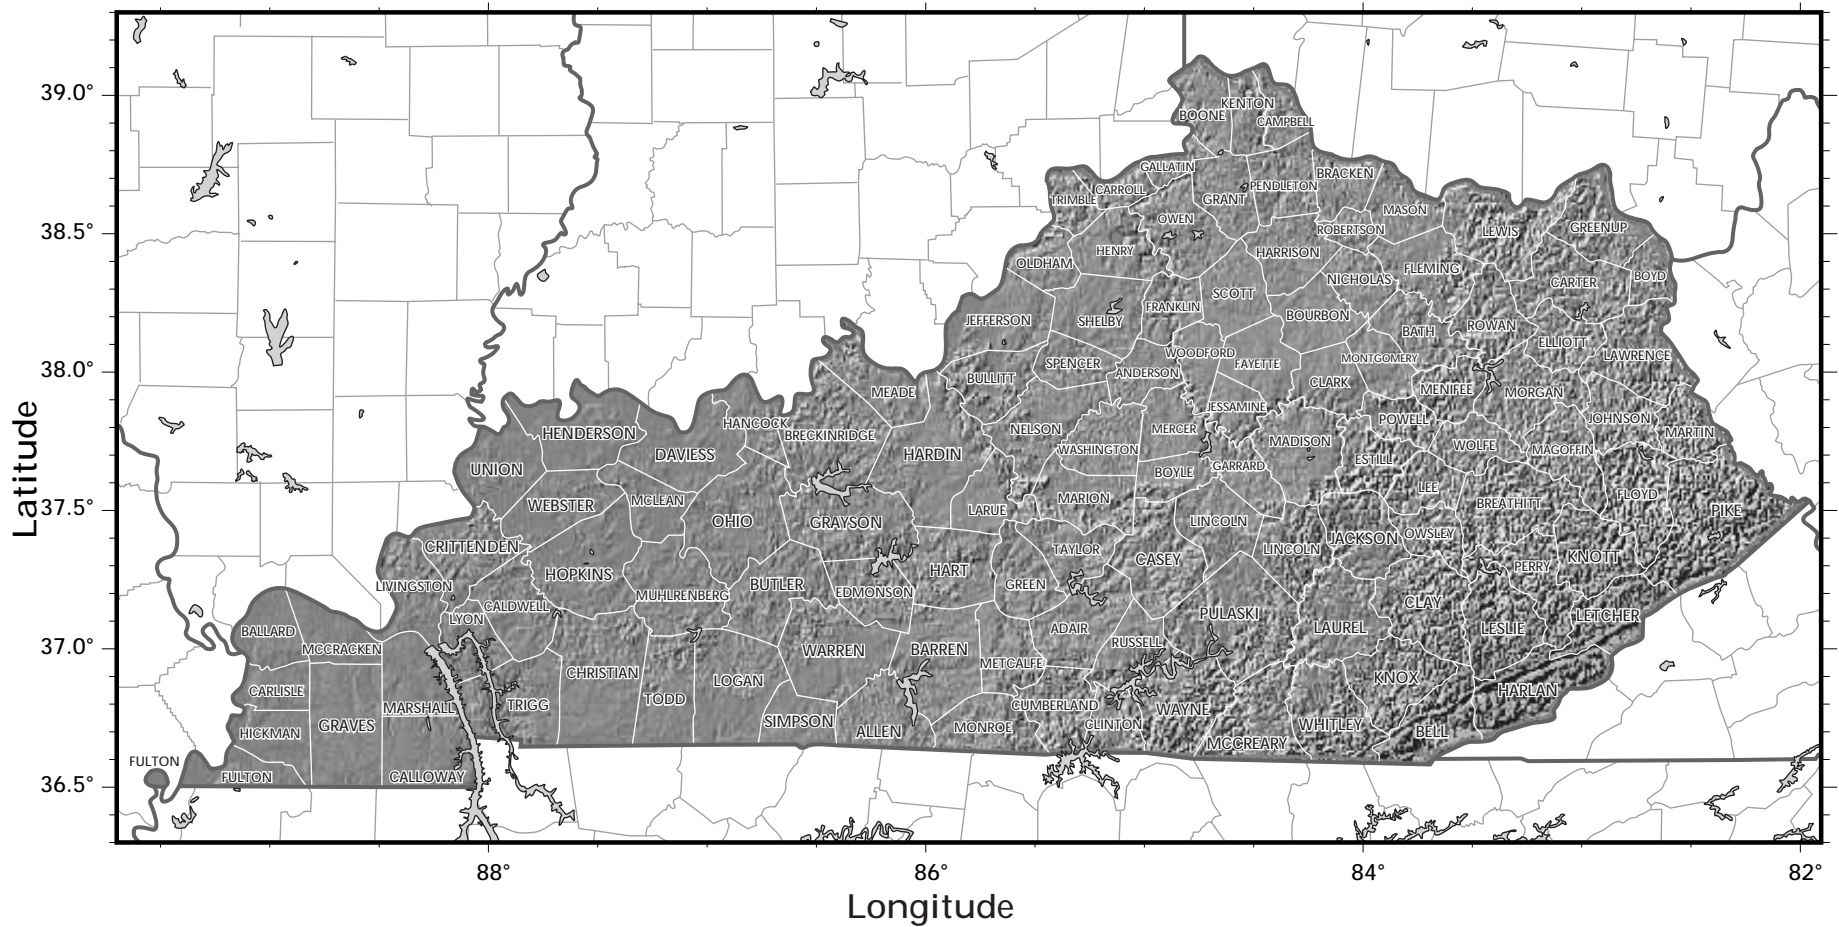 39.0°
38.5°
38.0°
37.5°
37.0°
36.5°
Latitude
KENTON
BOONE
CAMPBELL
GALLATIN
BRACKEN
CARROLL
PENDLETON
TRIMBLE
GRANT
MASON
OWEN
ROBERTSON
LEWIS
GREENUP
HENRY
HARRISON
OLDHAM
FLEMING
NICHOLAS
BOYD
CARTER
SCOTT
FRANKLIN
BOURBON
JEFFERSON
SHELBY
ROWAN
BATH
ELLIOTT
WOODFORD
LAWRENCE
MONTGOMERY
SPENCER
FAYETTE
ANDERSON
BULLITT
CLARK
MENIFEE
MORGAN
MEADE
JESSAMINE
POWELL
JOHNSON
HANCOCK
NELSON
MERCER
MARTIN
HENDERSON
BRECKINRIDGE
MADISON
WASHINGTON
WOLFE
MAGOFFIN
DAVIESS
HARDIN
ESTILL
GARRARD
UNION
BOYLE
LEE
FLOYD
MCLEAN
MARION
BREATHITT
WEBSTER
LARUE
PIKE
OHIO
GRAYSON
LINCOLN
OWSLEY
JACKSON
CRITTENDEN
TAYLOR
LINCOLN
CASEY
KNOTT
PERRY
HART
HOPKINS
LIVINGSTON
BUTLER
GREEN
EDMONSON
MUHLRENBERG
CALDWELL
CLAY
LYON
PULASKI
LETCHER
BALLARD
ADAIR
LAUREL
LESLIE
MCCRACKEN
RUSSELL
WARREN
BARREN
METCALFE
CHRISTIAN
KNOX
LOGAN
CARLISLE
HARLAN
TODD
TRIGG
MARSHALL
CUMBERLAND
WAYNE
SIMPSON
GRAVES
CLINTON
WHITLEY
MONROE
HICKMAN
ALLEN
BELL
MCCREARY
FULTON
FULTON
CALLOWAY
88°
86°
84°
82°
Longitude